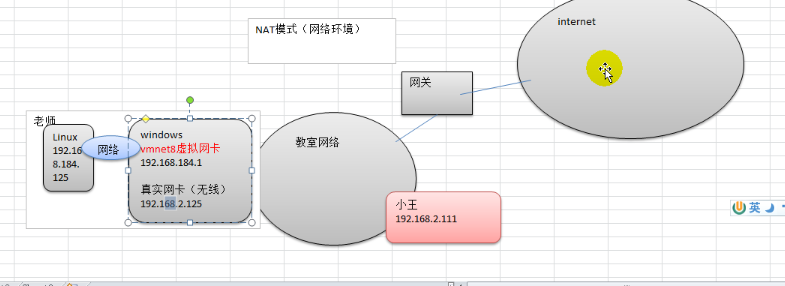 NAT模式（网络环境）
internet
网关
老师
Linux
192.16
8.184.
125
网络
windows
vmnet8虚拟网卡
192.168.184.1
真实网卡（无线）
192.168.2.125
教室网络
小王
192.168.2.111
英